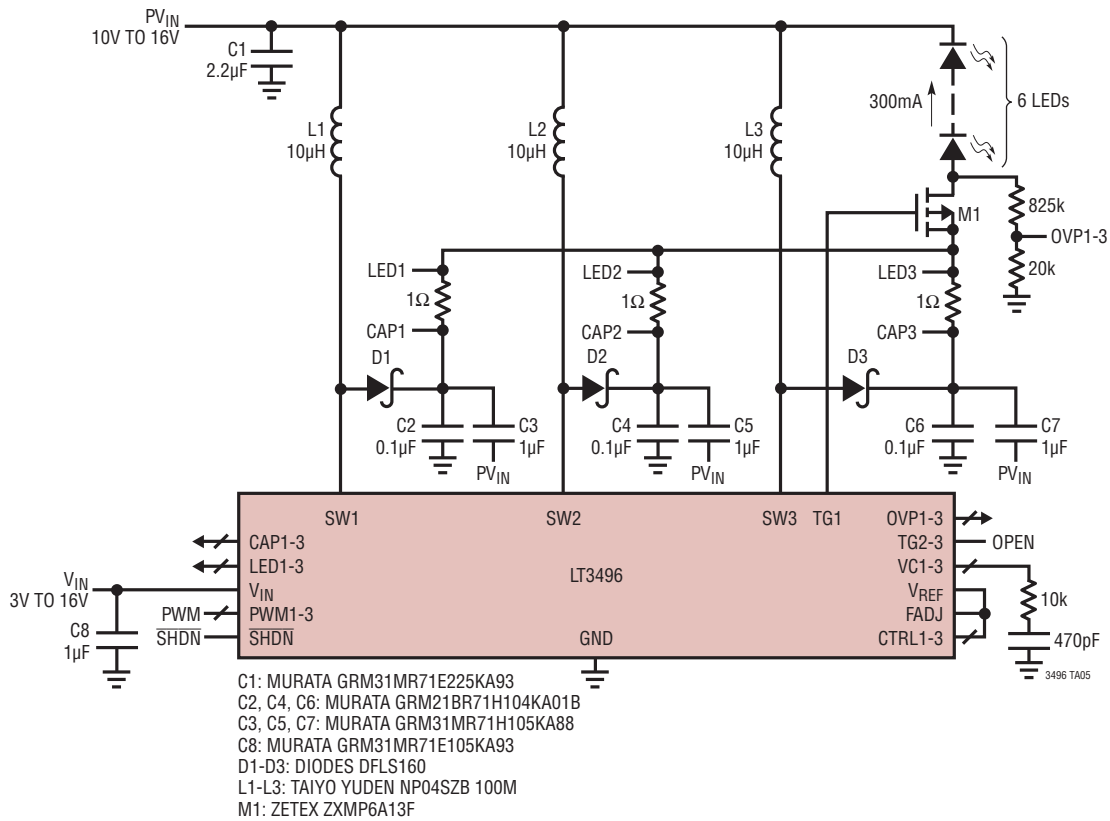 PVIN
10V TO 16V
C1
2.2µF
L1
10µH
L2
10µH
L3
10µH
300mA
6 LEDs
M1
825k
OVP1-3
20k
LED1
1Ω
CAP1
LED2
1Ω
CAP2
LED3
1Ω
CAP3
D1
D2
D3
C2
0.1µF
C3
1µF
PVIN
C4
0.1µF
C5
1µF
PVIN
C6
0.1µF
C7
1µF
PVIN
SW1
SW2
SW3
TG1
OVP1-3
CAP1-3
TG2-3
OPEN
LED1-3
LT3496
VC1-3
VIN
3V TO 16V
VIN
VREF
PWM
PWM1-3
FADJ
10k
C8
1µF
SHDN
SHDN
GND
CTRL1-3
470pF
3496 TA05
C1: MURATA GRM31MR71E225KA93
C2, C4, C6: MURATA GRM21BR71H104KA01B
C3, C5, C7: MURATA GRM31MR71H105KA88
C8: MURATA GRM31MR71E105KA93
D1-D3: DIODES DFLS160
L1-L3: TAIYO YUDEN NP04SZB 100M
M1: ZETEX ZXMP6A13F